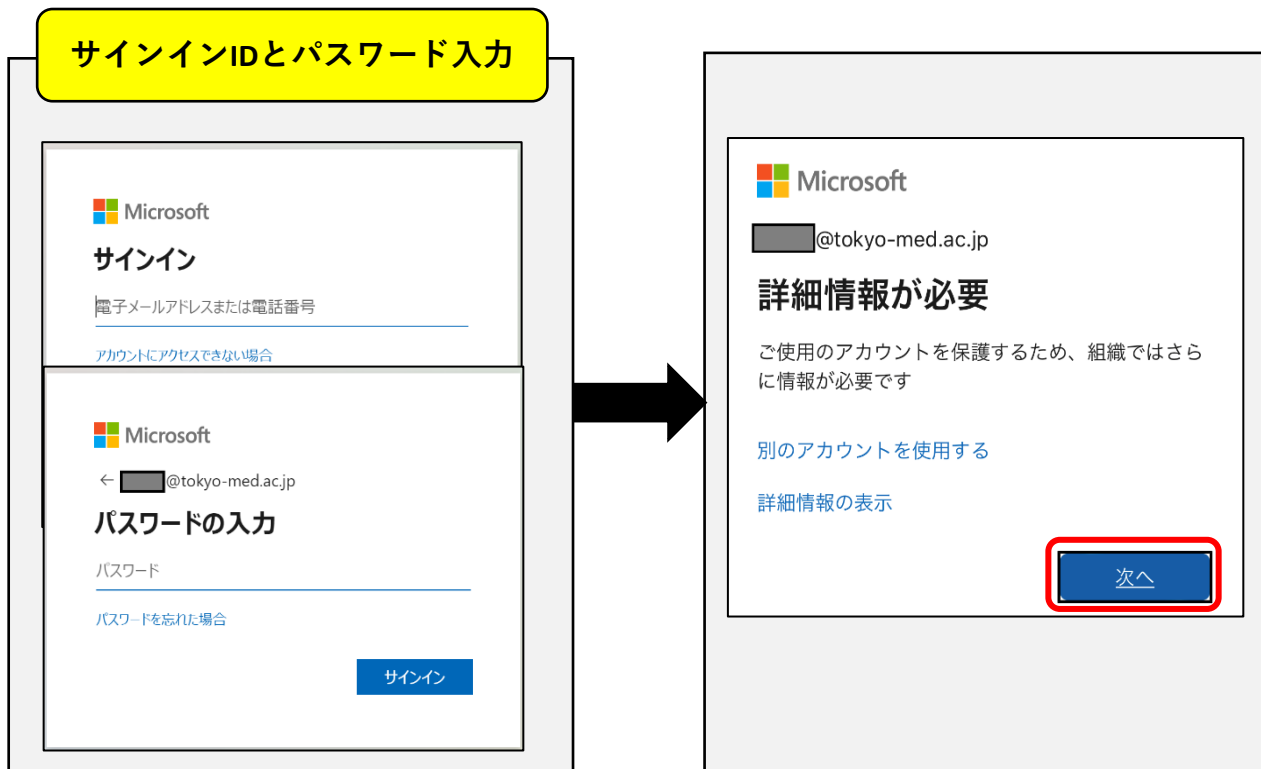 サインインIDとパスワード入力
Microsoft
サインイン
電子メールアドレスまたは電話番号
アカウントにアクセスできない場合
Microsoft
← @tokyo-med.ac.jp
パスワードの入力
パスワード
パスワードを忘れた場合
サインイン
Microsoft
@tokyo-med.ac.jp
詳細情報が必要
ご使用のアカウントを保護するため、組織ではさら
に情報が必要です
別のアカウントを使用する
詳細情報の表示
次へ